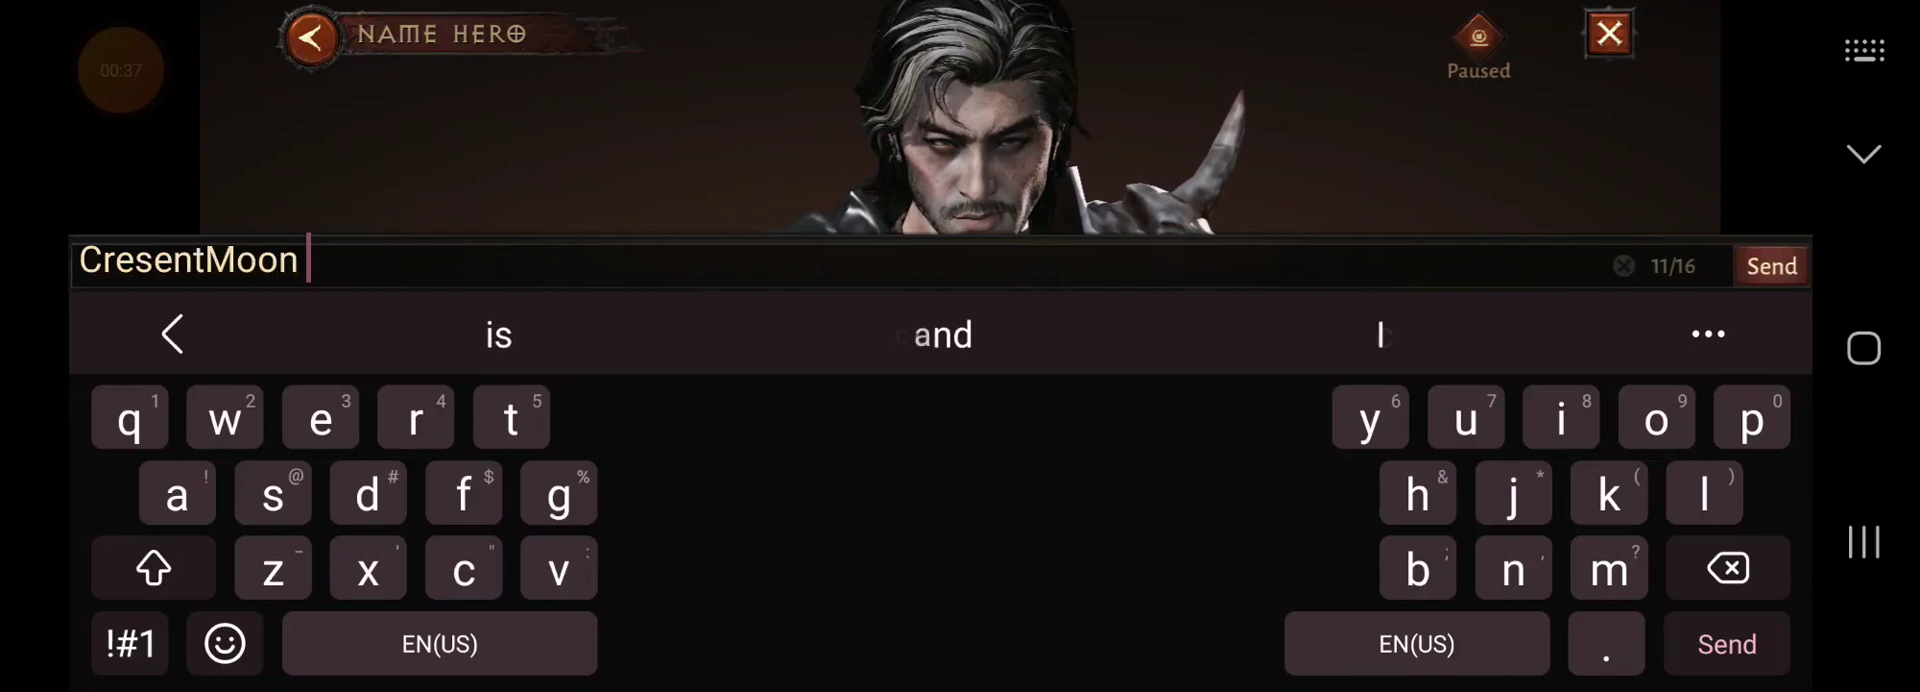 00:37
NAME HERO
Paused
CresentMoon
11/16
Send
is and I
q 1 w 2 e 3 r 4 t 5 y 6 u 7 i 8 o 9 p 0
a ! s @ d # f $ g % h & j * k ( l )
z - x ' c " v : b ; n , m ?
!#1 EN(US) EN(US) . Send